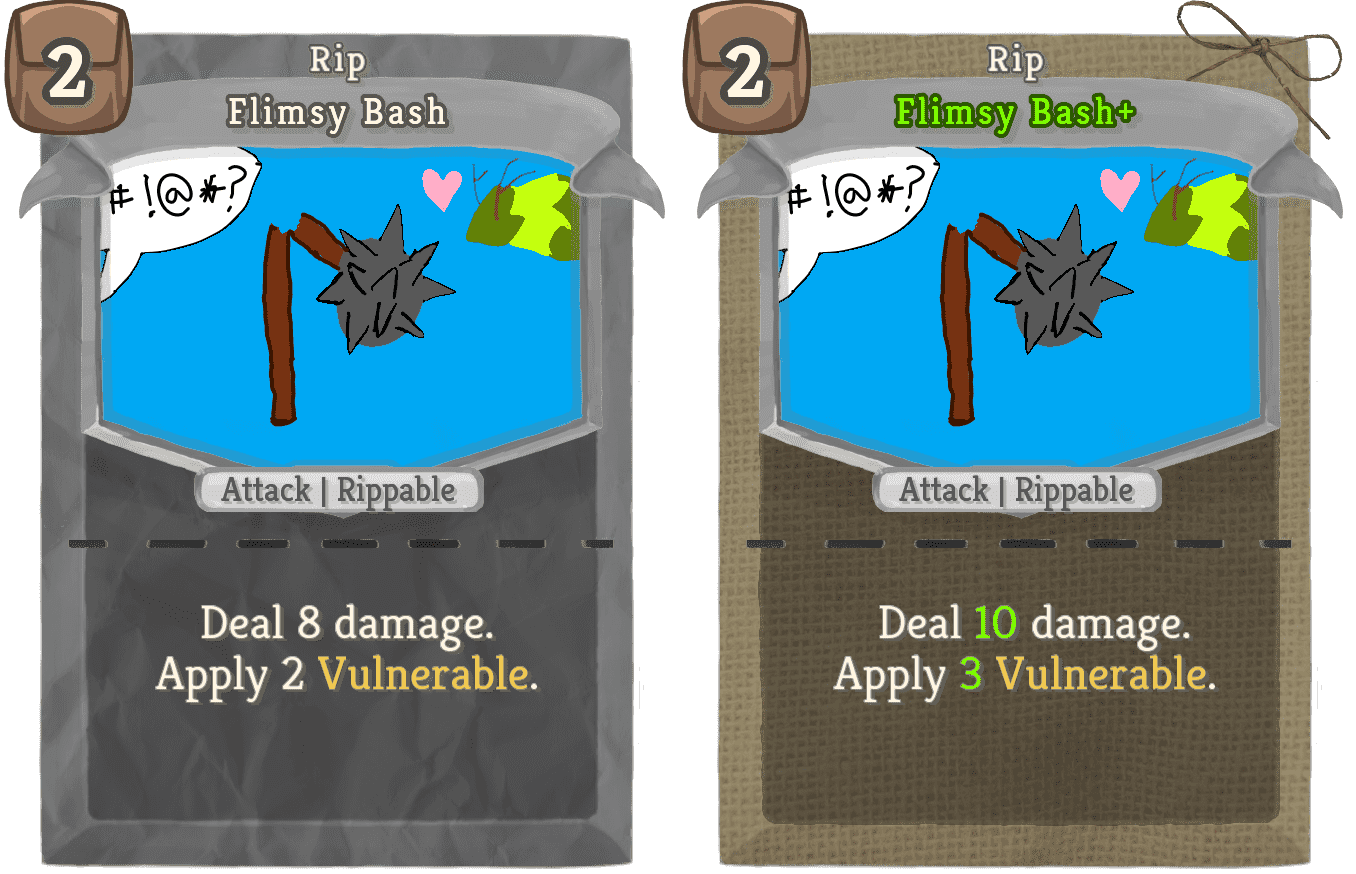 2
Rip
Flimsy Bash
#!@*?
Attack | Rippable
Deal 8 damage.
Apply 2 Vulnerable.
2
Rip
Flimsy Bash+
#!@*?
Attack | Rippable
Deal 10 damage.
Apply 3 Vulnerable.